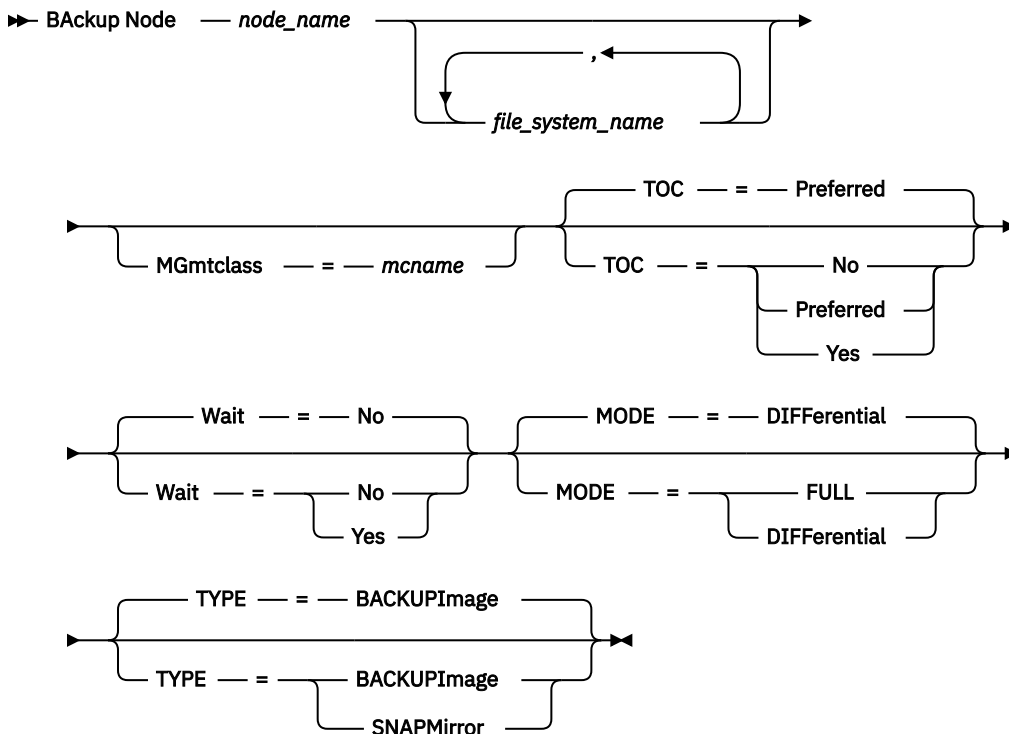 BAckup Node node_name
,
file_system_name
TOC = Preferred
MGmtclass = mcname
TOC = No
Preferred
Yes
Wait = No
MODE = DIFFerential
Wait = No
MODE = FULL
Yes
DIFFerential
TYPE = BACKUPImage
TYPE = BACKUPImage
SNAPMirror